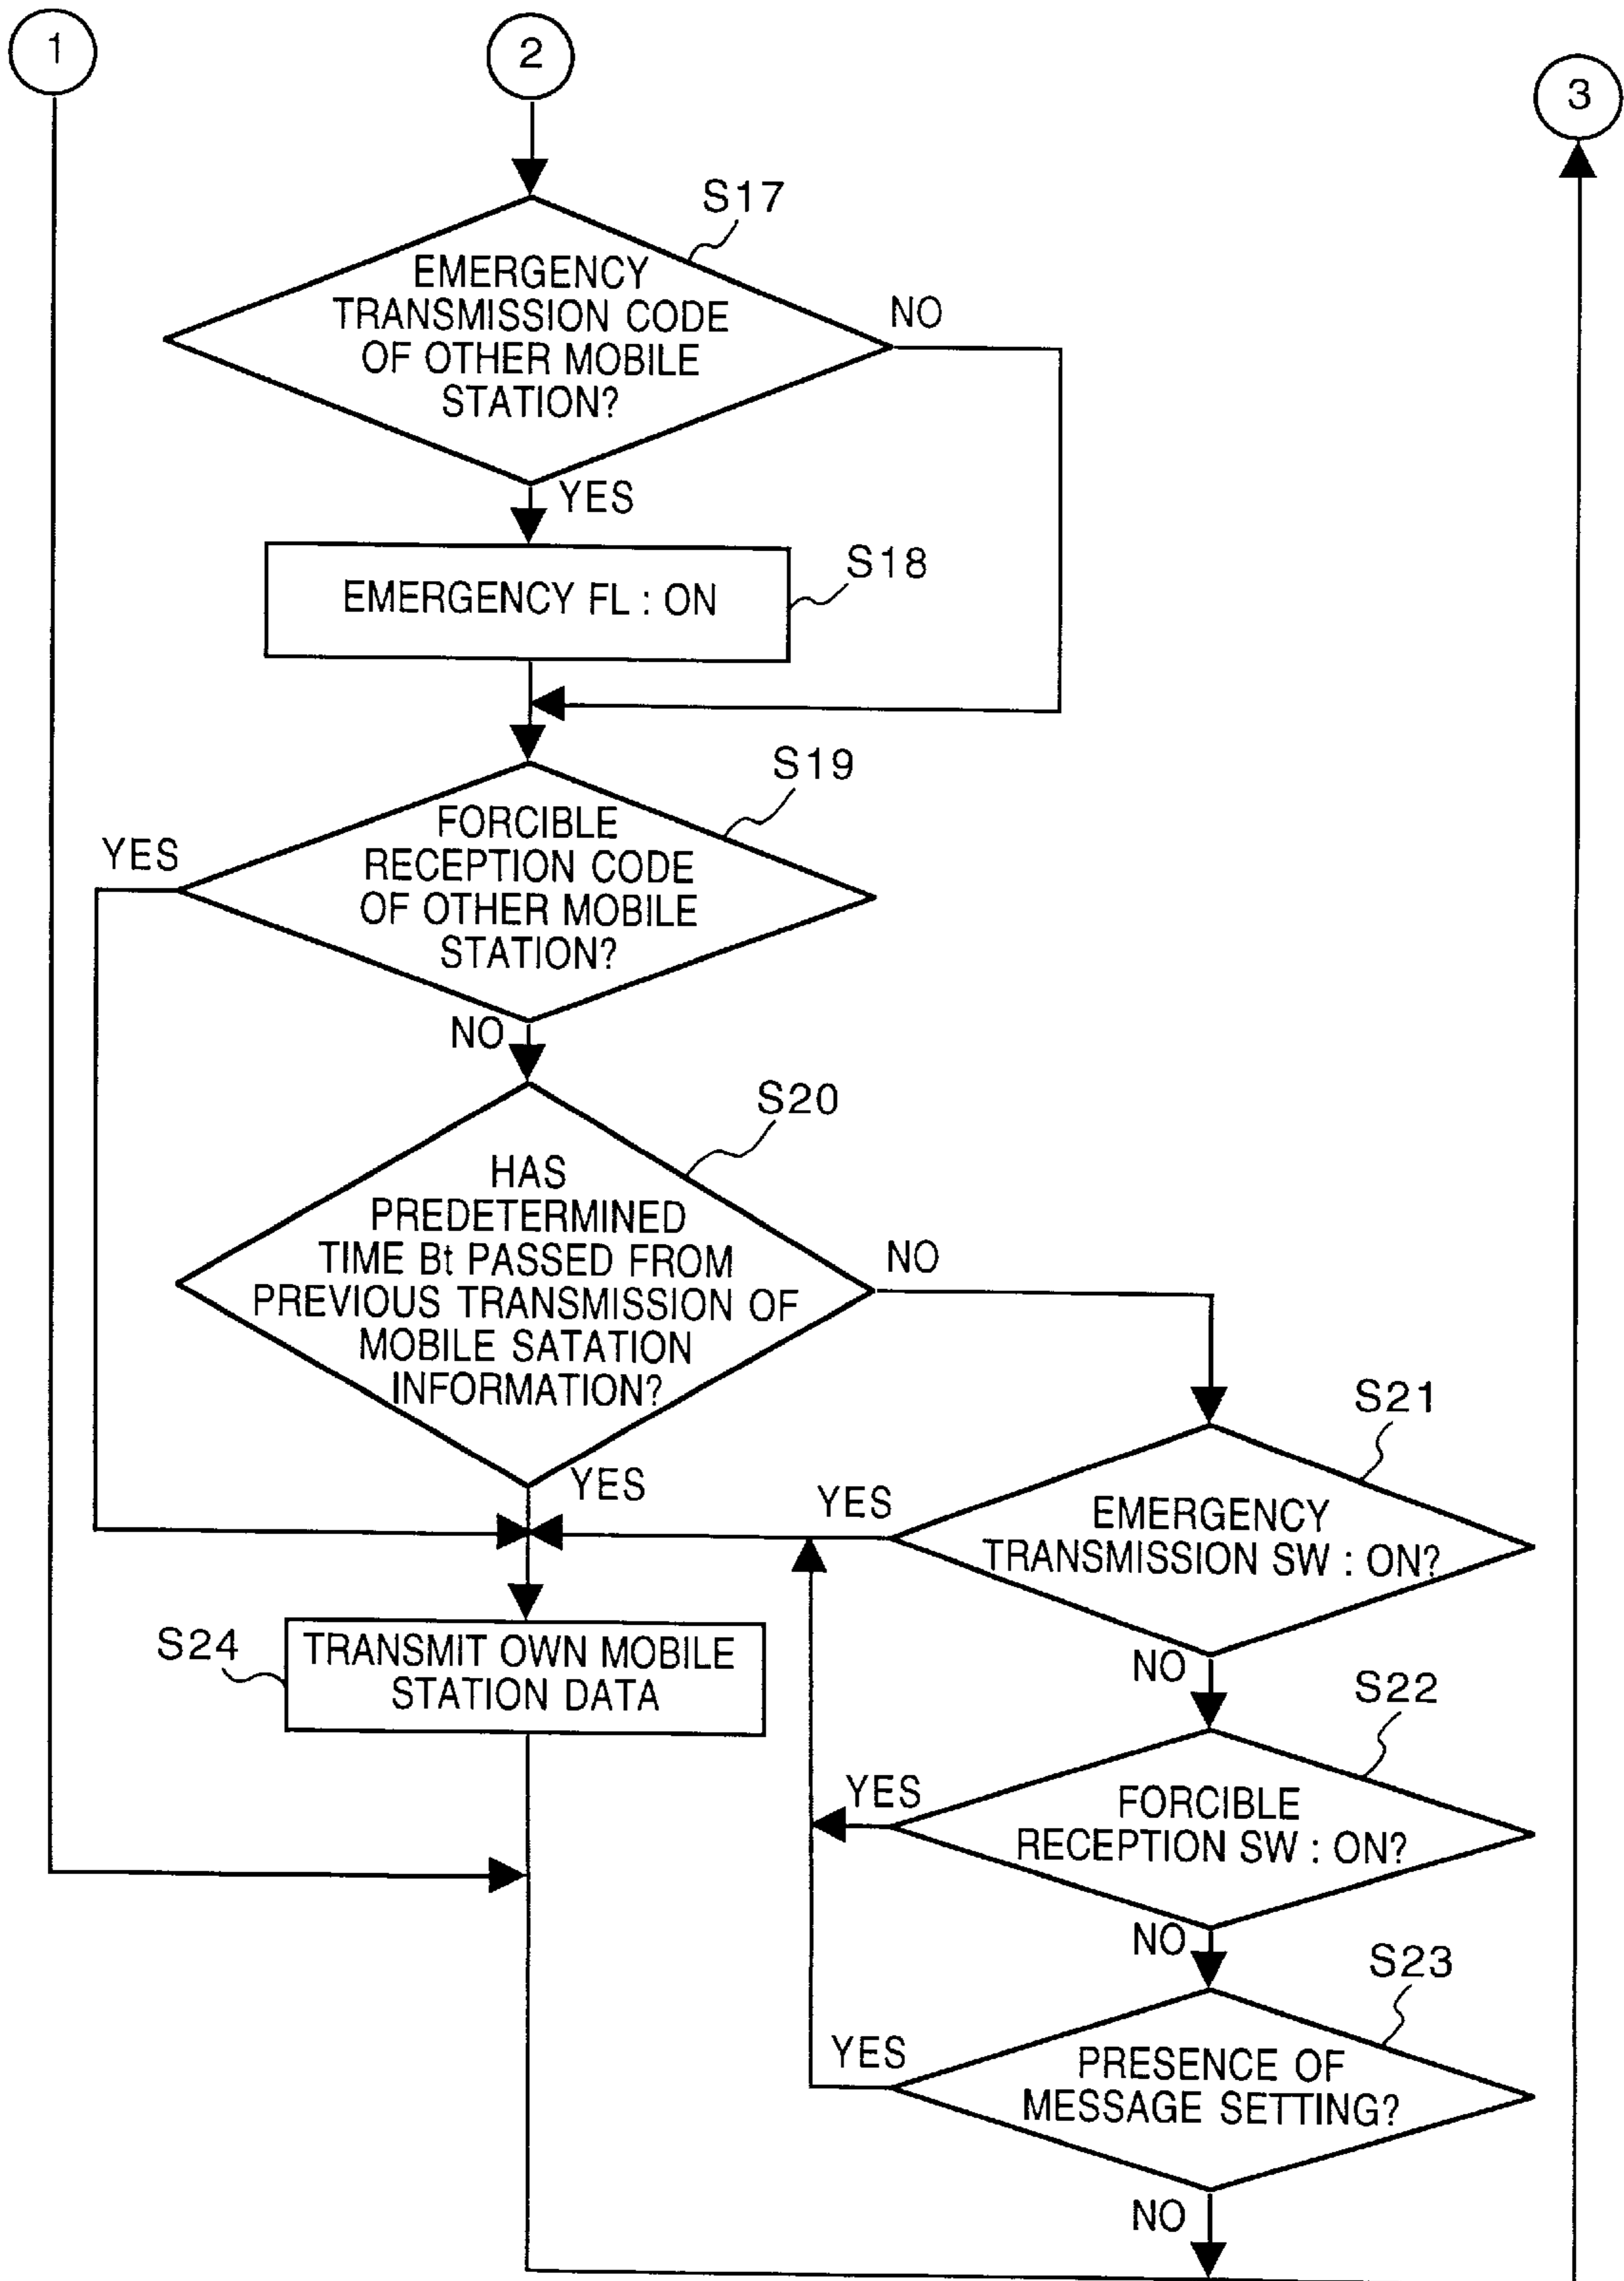 1
2
3
S17
EMERGENCY
TRANSMISSION CODE
OF OTHER MOBILE
STATION?
NO
YES
S18
EMERGENCY FL : ON
S19
FORCIBLE
RECEPTION CODE
OF OTHER MOBILE
STATION?
YES
NO
S20
HAS
PREDETERMINED
TIME Bt PASSED FROM
PREVIOUS TRANSMISSION OF
MOBILE SATATION
INFORMATION?
NO
YES
S21
EMERGENCY
TRANSMISSION SW : ON?
YES
NO
S24
TRANSMIT OWN MOBILE
STATION DATA
S22
FORCIBLE
RECEPTION SW : ON?
YES
NO
S23
PRESENCE OF
MESSAGE SETTING?
YES
NO